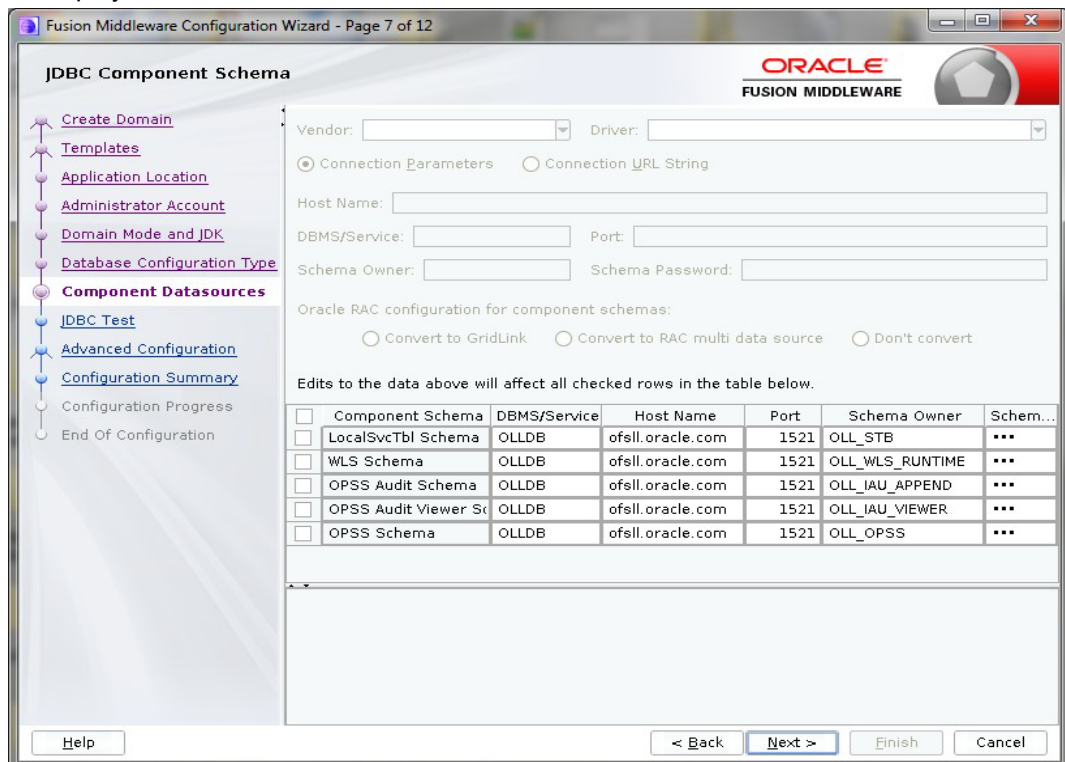 Fusion Middleware Configuration Wizard - Page 7 of 12
JDBC Component Schema
ORACLE
FUSION MIDDLEWARE
Create Domain
Templates
Application Location
Administrator Account
Domain Mode and JDK
Database Configuration Type
Component Datasources
JDBC Test
Advanced Configuration
Configuration Summary
Configuration Progress
End Of Configuration
Vendor: Driver:
Connection Parameters Connection URL String
Host Name:
DBMS/Service: Port:
Schema Owner: Schema Password:
Oracle RAC configuration for component schemas:
Convert to GridLink Convert to RAC multi data source Don't convert
Edits to the data above will affect all checked rows in the table below.
Component Schema DBMS/Service Host Name Port Schema Owner Schem...
LocalSvcTbl Schema OLLDB ofsll.oracle.com 1521 OLL_STB
WLS Schema OLLDB ofsll.oracle.com 1521 OLL_WLS_RUNTIME
OPSS Audit Schema OLLDB ofsll.oracle.com 1521 OLL_IAU_APPEND
OPSS Audit Viewer Sc OLLDB ofsll.oracle.com 1521 OLL_IAU_VIEWER
OPSS Schema OLLDB ofsll.oracle.com 1521 OLL_OPSS
Help < Back Next > Finish Cancel